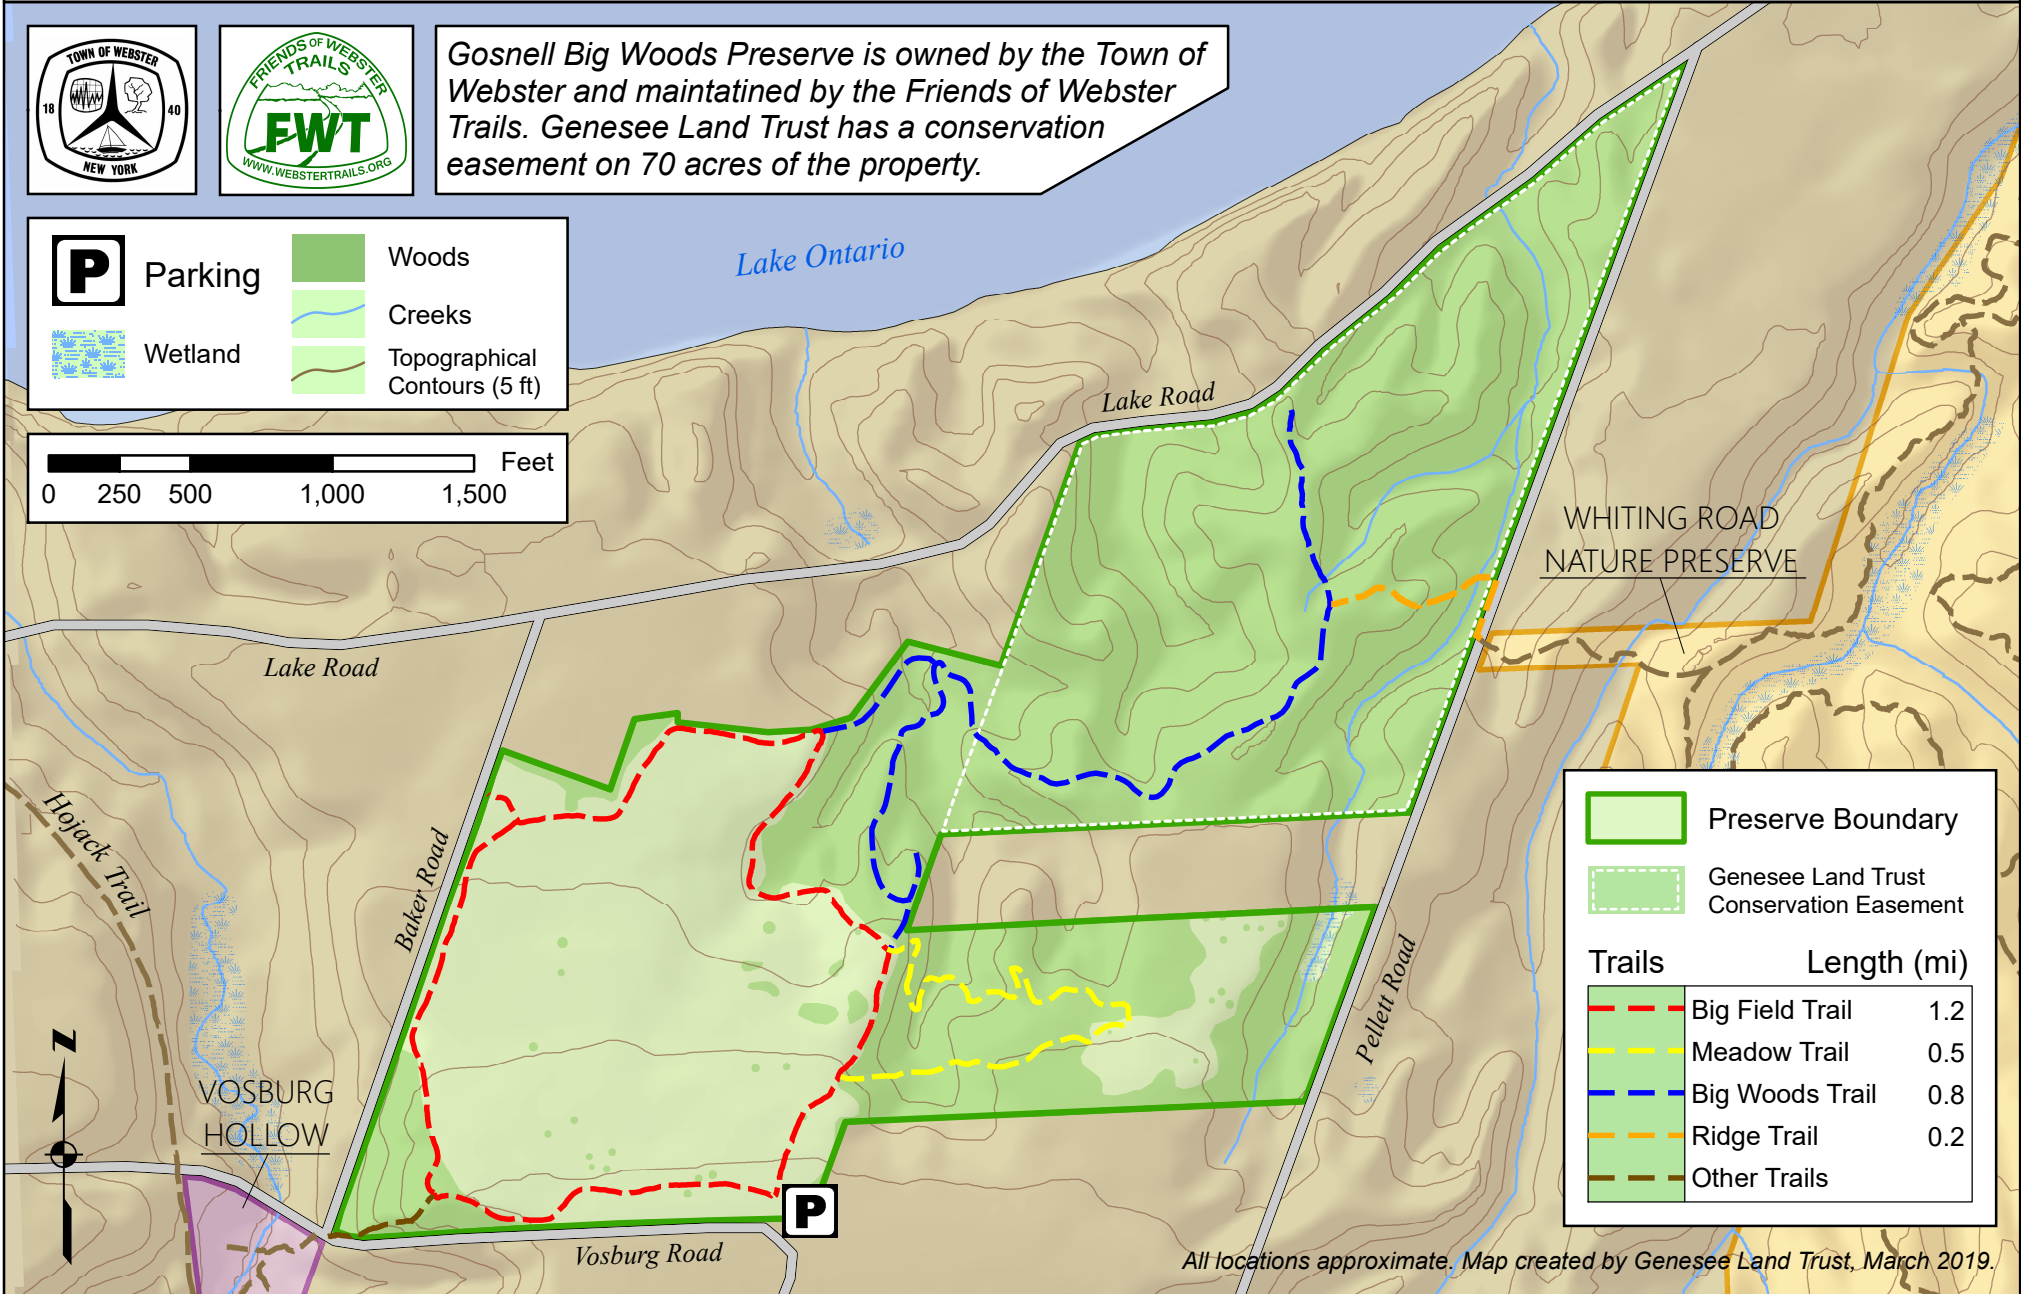 TOWN OF WEBSTER
18
40
NEW YORK
FRIENDS OF WEBSTER
TRAILS
FWT
WWW.WEBSTERTRAILS.ORG
Gosnell Big Woods Preserve is owned by the Town of
Webster and maintatined by the Friends of Webster
Trails. Genesee Land Trust has a conservation
easement on 70 acres of the property.
P
Parking
Wetland
Woods
Creeks
Topographical
Contours (5 ft)
Feet
0
250
500
1,000
1,500
Lake Ontario
Lake Road
WHITING ROAD
NATURE PRESERVE
Lake Road
Hojack Trail
Baker Road
Pellett Road
VOSBURG
HOLLOW
z
P
Vosburg Road
Preserve Boundary
Genesee Land Trust
Conservation Easement
Trails
Length (mi)
Big Field Trail 1.2
Meadow Trail 0.5
Big Woods Trail 0.8
Ridge Trail 0.2
Other Trails
All locations approximate. Map created by Genesee Land Trust, March 2019.